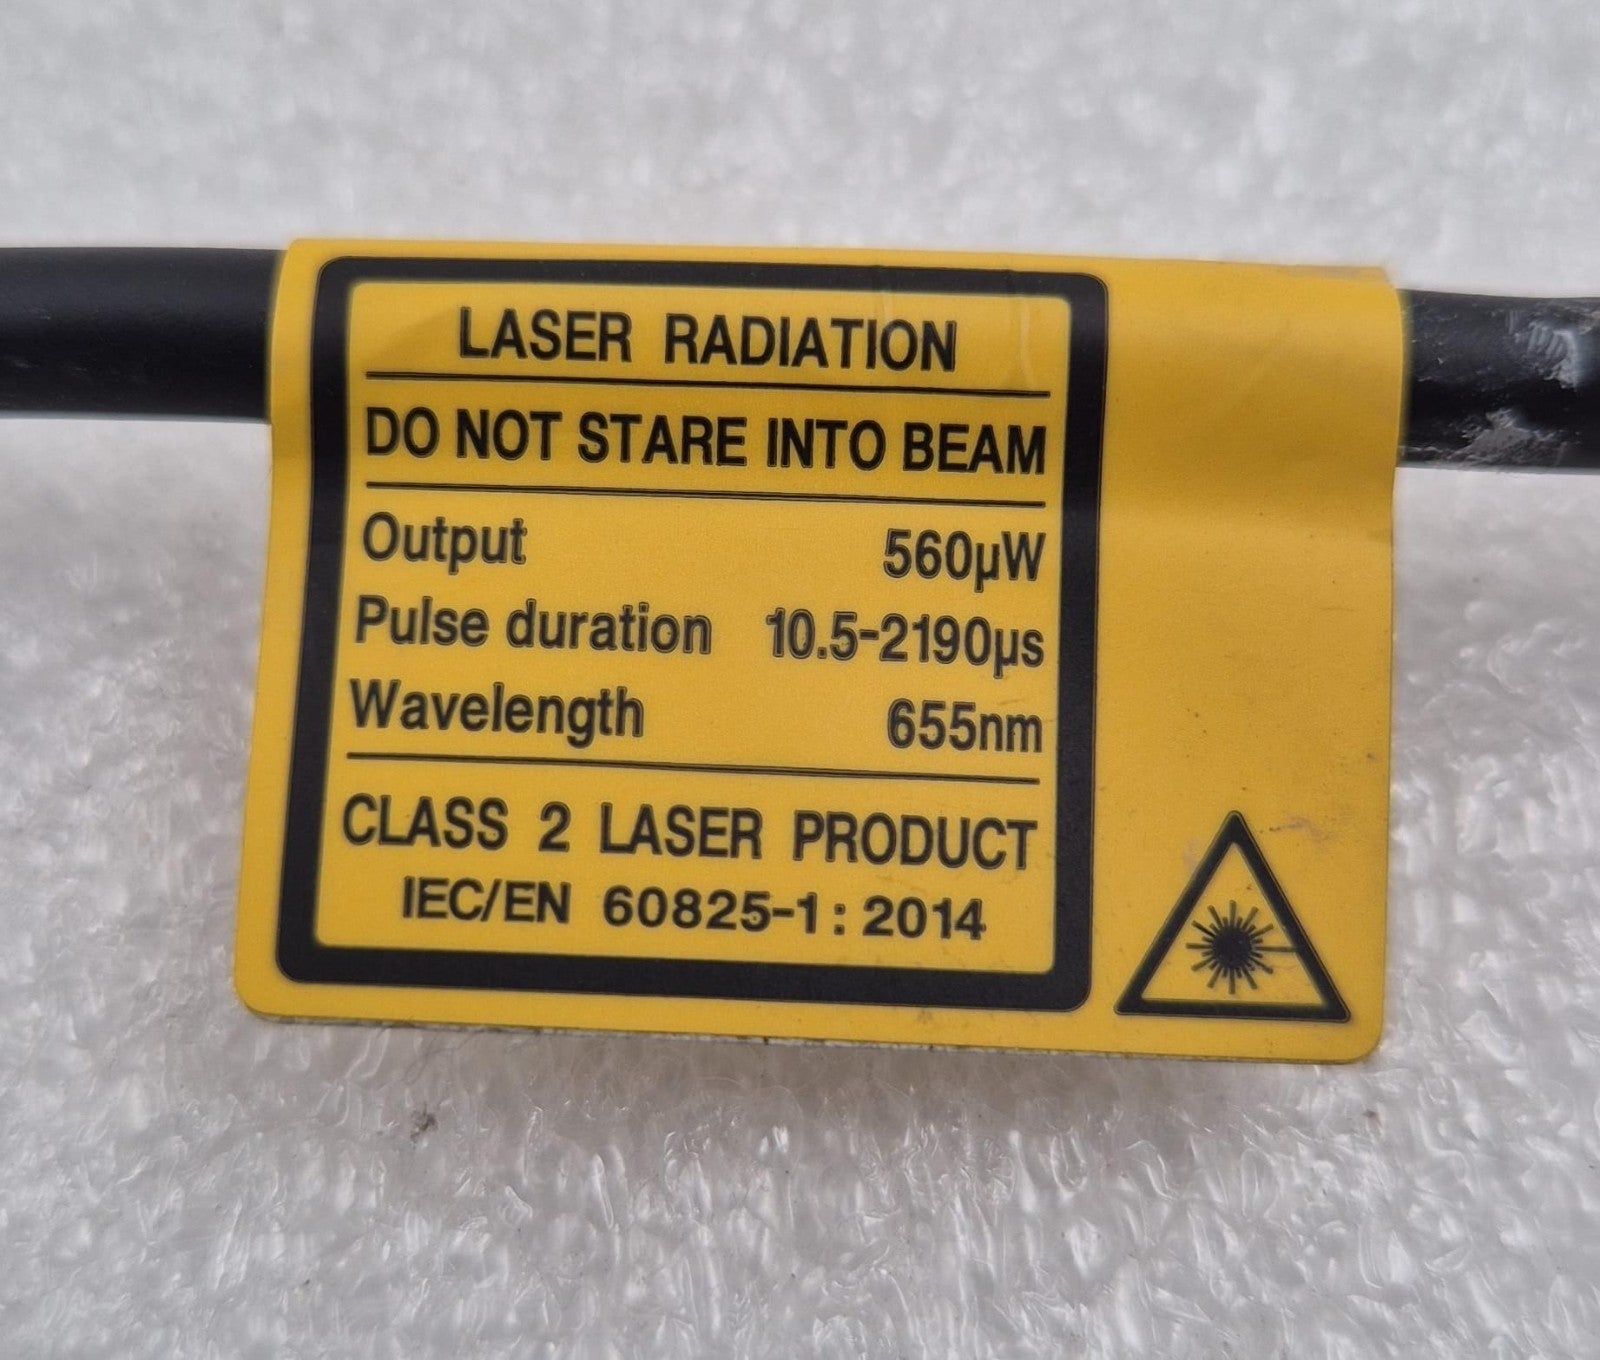 LASER RADIATION
DO NOT STARE INTO BEAM
Output 560µW
Pulse duration 10.5-2190µs
Wavelength 655nm
CLASS 2 LASER PRODUCT
IEC/EN 60825-1:2014